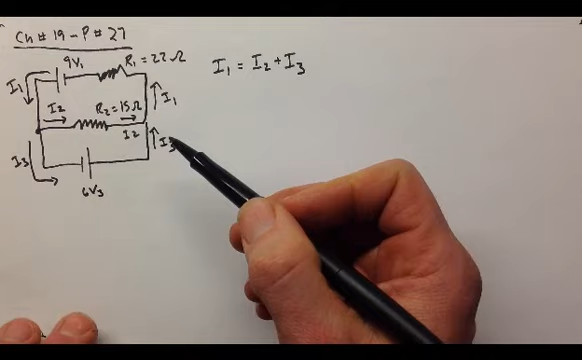 Ch # 19 - P # 27
9V₁ R₁ = 22 Ω
I₁ = I₂ + I₃
I₁
I₁
I₂ R₂ = 15 Ω
I₂
I₃ I₃
6V₃